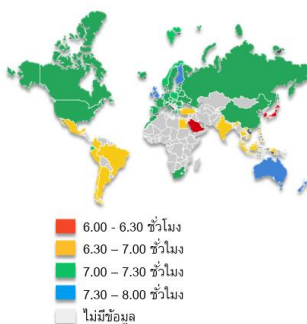 6.00 - 6.30 ชั่วโมง
6.30 – 7.00 ชั่วโมง
7.00 – 7.30 ชั่วโมง
7.30 – 8.00 ชั่วโมง
ไม่มีข้อมูล